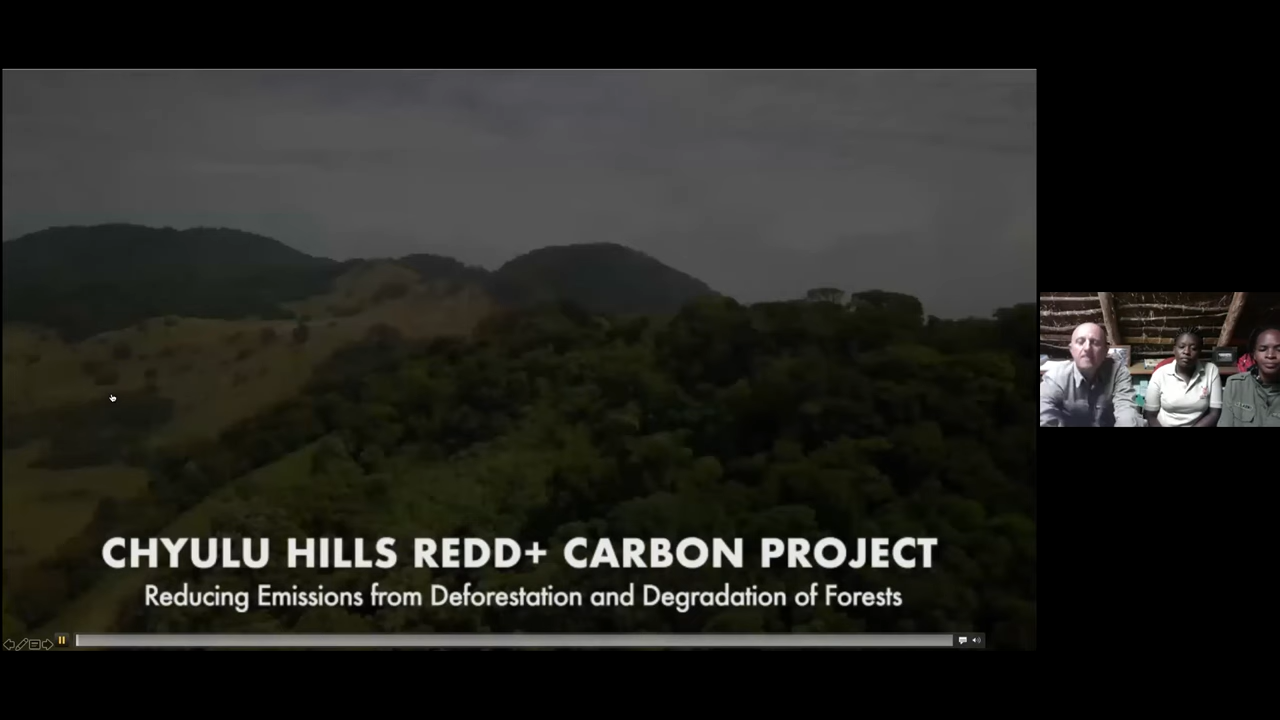 CHYULU HILLS REDD+ CARBON PROJECT
Reducing Emissions from Deforestation and Degradation of Forests